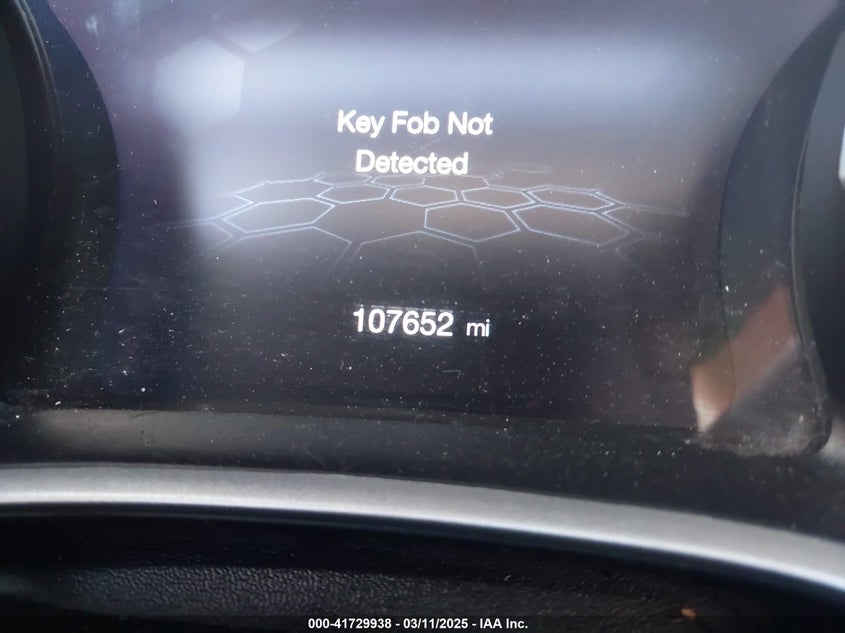 Key Fob Not
Detected
107652 mi
000-41729938 - 03/11/2025 - IAA Inc.